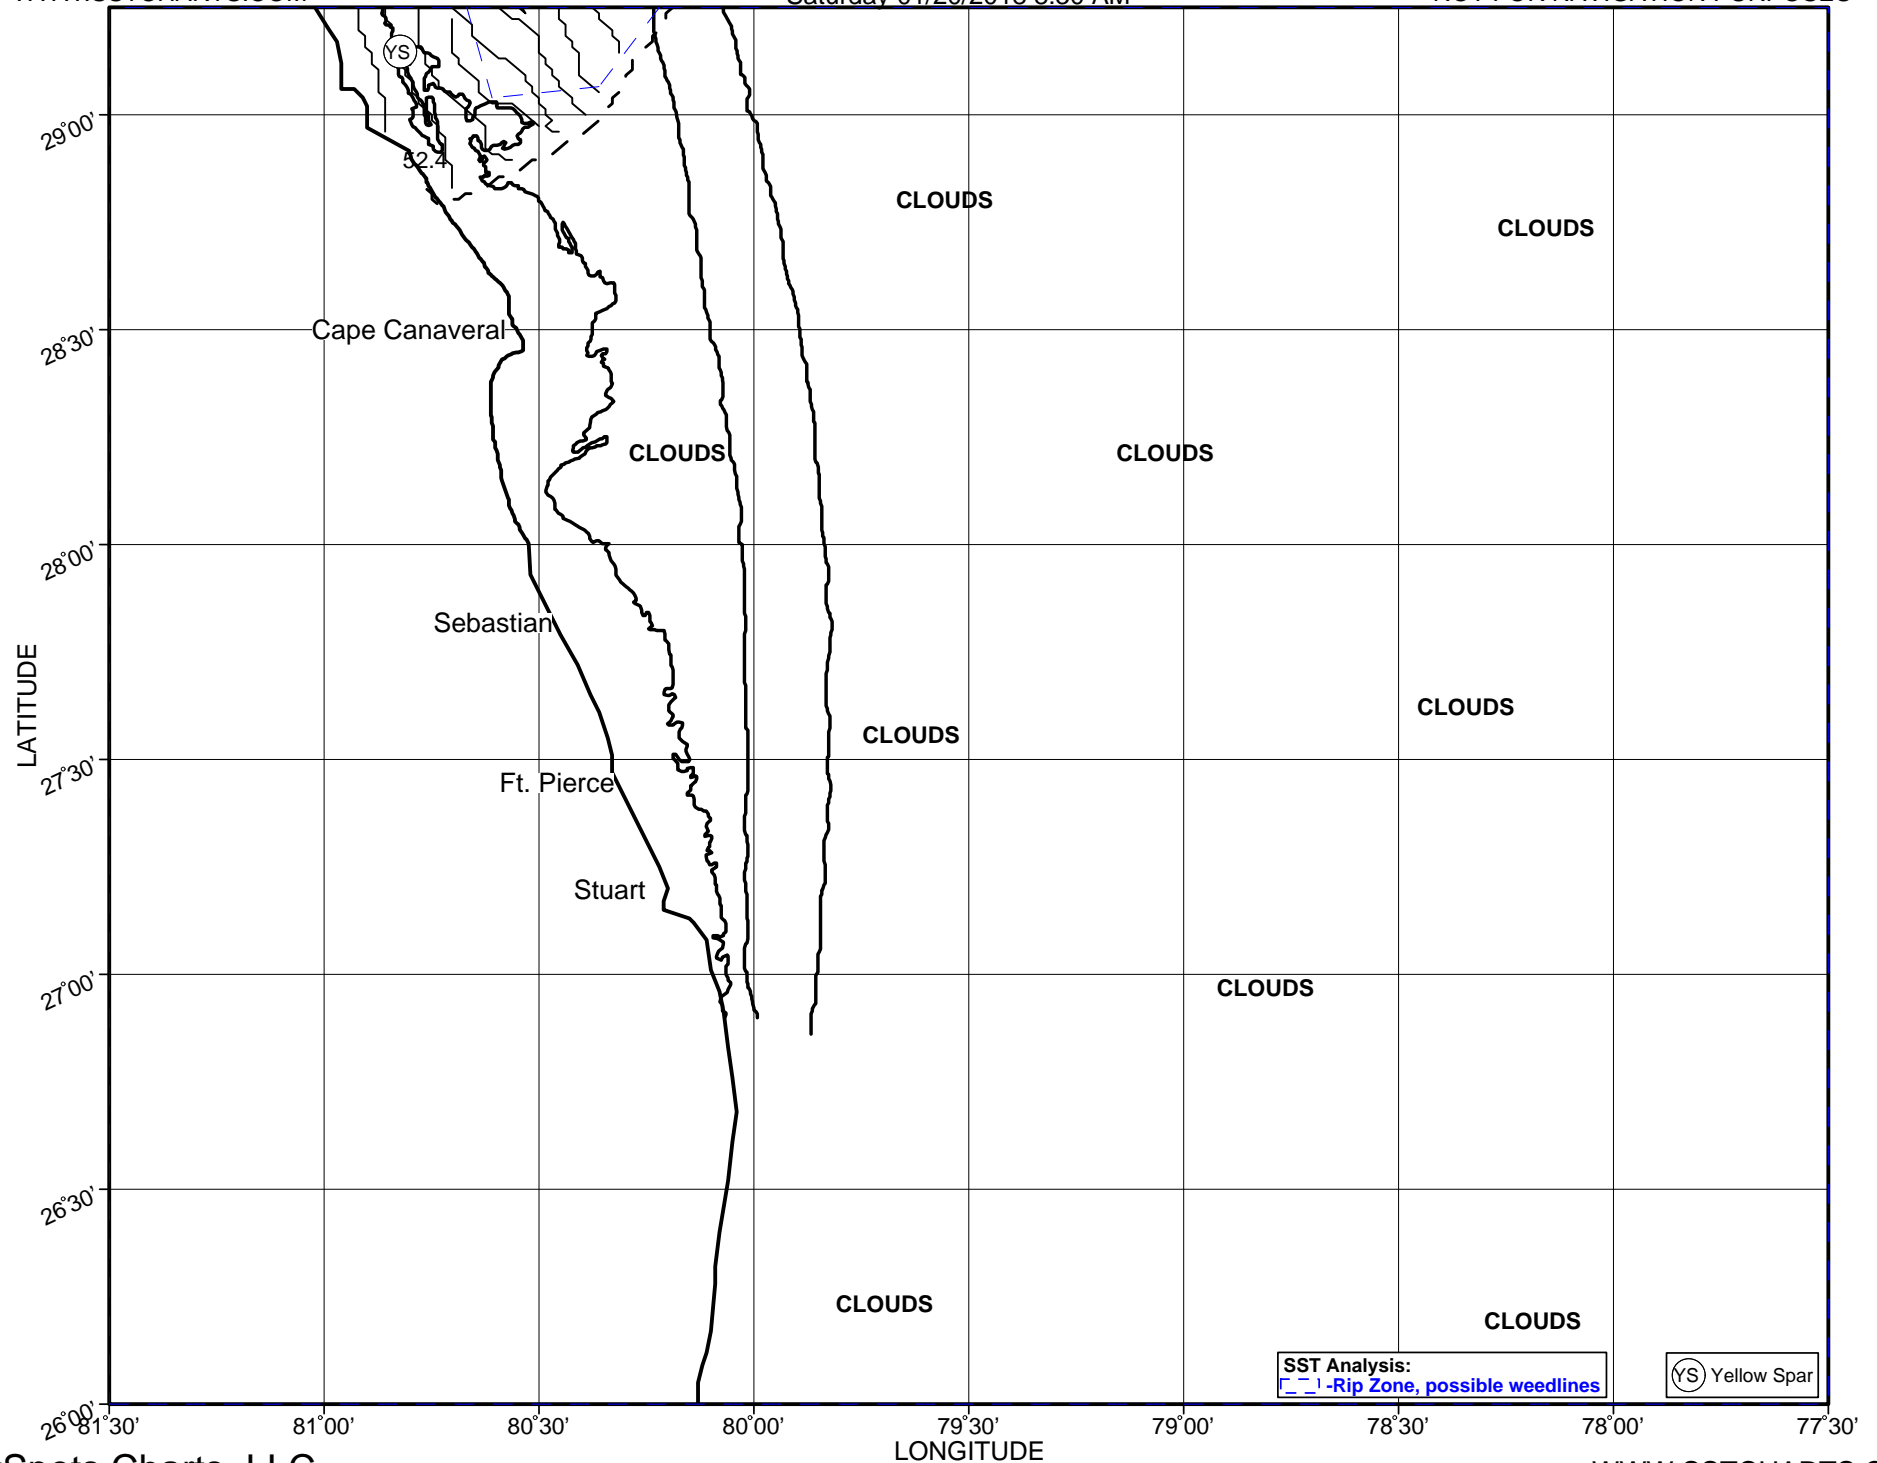 YS
29°00'
52.4
CLOUDS
CLOUDS
Cape Canaveral
28°30'
CLOUDS
CLOUDS
28°00'
Sebastian
LATITUDE
CLOUDS
CLOUDS
27°30'
Ft. Pierce
Stuart
27°00'
CLOUDS
26°30'
CLOUDS
CLOUDS
SST Analysis:
-Rip Zone, possible weedlines
YS Yellow Spar
26°00'
81°30' 81°00' 80°30' 80°00' 79°30' 79°00' 78°30' 78°00' 77°30'
LONGITUDE
Charts, LLC